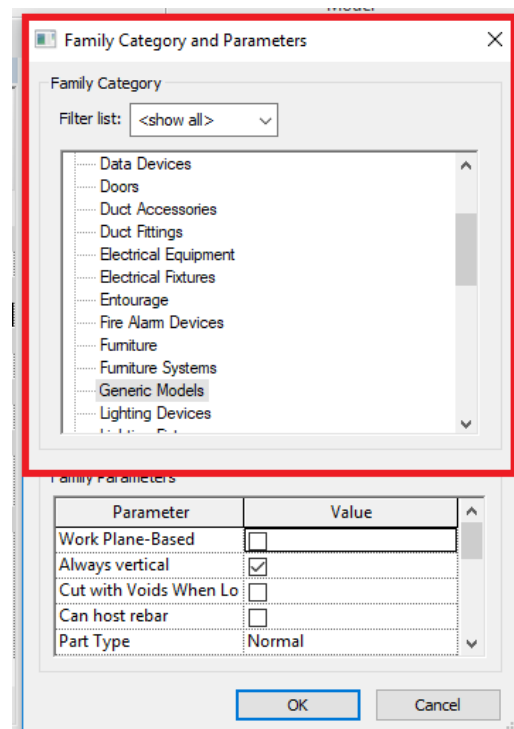 Family Category and Parameters
Family Category
Filter list: <show all>
Data Devices
Doors
Duct Accessories
Duct Fittings
Electrical Equipment
Electrical Fixtures
Entourage
Fire Alarm Devices
Furniture
Furniture Systems
Generic Models
Lighting Devices
Family Parameters
Parameter Value
Work Plane-Based
Always vertical
Cut with Voids When Lo
Can host rebar
Part Type Normal
OK Cancel